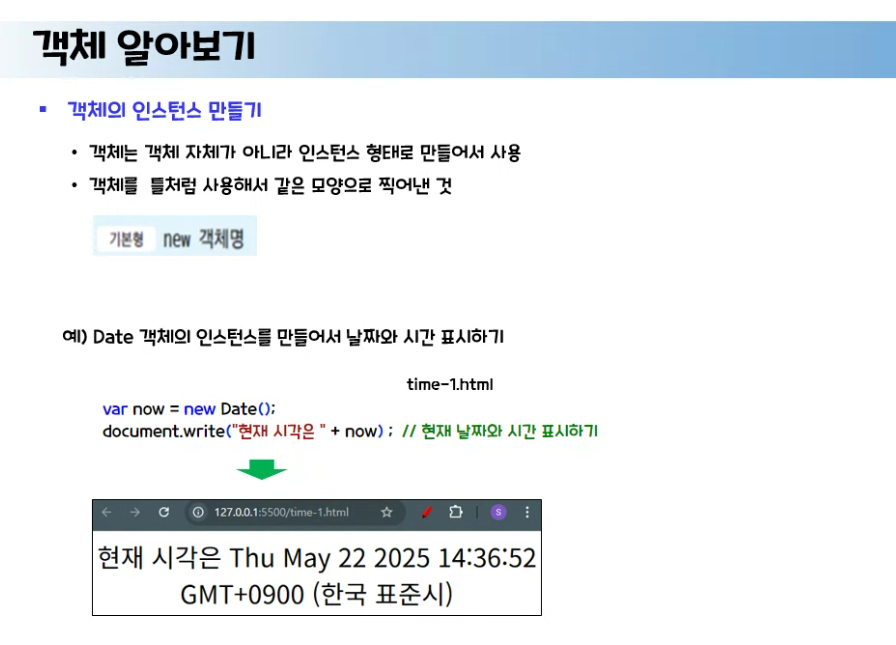 객체 알아보기
▪ 객체의 인스턴스 만들기
• 객체는 객체 자체가 아니라 인스턴스 형태로 만들어서 사용
• 객체를 틀처럼 사용해서 같은 모양으로 찍어낸 것
기본형 new 객체명
예) Date 객체의 인스턴스를 만들어서 날짜와 시간 표시하기
time-1.html
var now = new Date();
document.write("현재 시각은 " + now) ; // 현재 날짜와 시간 표시하기
127.0.0.1:5500/time-1.html
S
현재 시각은 Thu May 22 2025 14:36:52
GMT+0900 (한국 표준시)